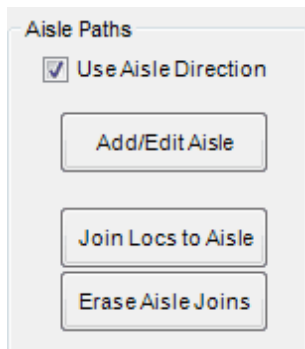 Aisle Paths
Use Aisle Direction
Add/Edit Aisle
Join Locs to Aisle
Erase Aisle Joins